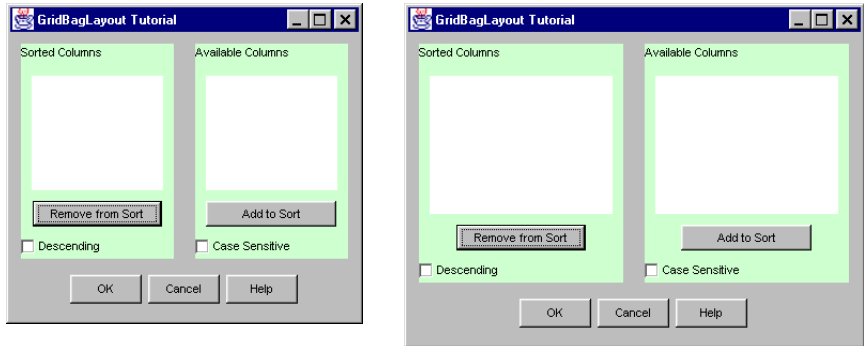 GridBagLayout Tutorial
Sorted Columns Available Columns
Remove from Sort Add to Sort
Descending Case Sensitive
OK Cancel Help
GridBagLayout Tutorial
Sorted Columns Available Columns
Remove from Sort Add to Sort
Descending Case Sensitive
OK Cancel Help